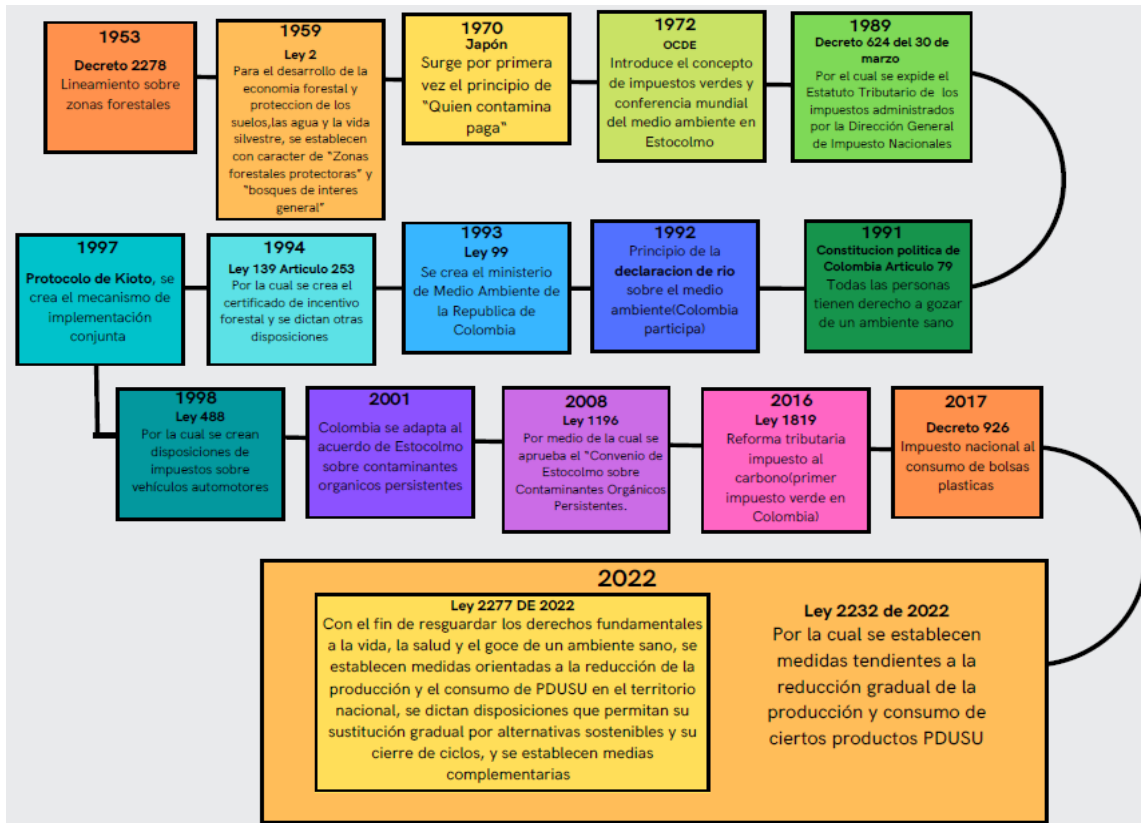 1953
Decreto 2278
Lineamiento sobre
zonas forestales
1959
Ley 2
Para el desarrollo de la
economia forestal y
proteccion de los
suelos,las agua y la vida
silvestre, se establecen
con caracter de "Zonas
forestales protectoras" y
"bosques de interes
general"
1970
Japón
Surge por primera
vez el principio de
"Quien contamina
paga"
1972
OCDE
Introduce el concepto
de impuestos verdes y
conferencia mundial
del medio ambiente en
Estocolmo
1989
Decreto 624 del 30 de
marzo
Por el cual se expide el
Estatuto Tributario de los
impuestos administrados
por la Dirección General
de Impuesto Nacionales
1991
Constitucion politica de
Colombia Articulo 79
Todas las personas
tienen derecho a gozar
de un ambiente sano
1992
Principio de la
declaracion de rio
sobre el medio
ambiente(Colombia
participa)
1993
Ley 99
Se crea el ministerio
de Medio Ambiente de
la Republica de
Colombia
1994
Ley 139 Articulo 253
Por la cual se crea el
certificado de incentivo
forestal y se dictan otras
disposiciones
1997
Protocolo de Kioto, se
crea el mecanismo de
implementación
conjunta
1998
Ley 488
Por la cual se crean
disposiciones de
impuestos sobre
vehículos automotores
2001
Colombia se adapta al
acuerdo de Estocolmo
sobre contaminantes
organicos persistentes
2008
Ley 1196
Por medio de la cual se
aprueba el "Convenio de
Estocolmo sobre
Contaminantes Orgánicos
Persistentes.
2016
Ley 1819
Reforma tributaria
impuesto al
carbono(primer
impuesto verde en
Colombia)
2017
Decreto 926
Impuesto nacional al
consumo de bolsas
plasticas
2022
Ley 2277 DE 2022
Con el fin de resguardar los derechos fundamentales
a la vida, la salud y el goce de un ambiente sano, se
establecen medidas orientadas a la reducción de la
producción y el consumo de PDUSU en el territorio
nacional, se dictan disposiciones que permitan su
sustitución gradual por alternativas sostenibles y su
cierre de ciclos, y se establecen medias
complementarias
Ley 2232 de 2022
Por la cual se establecen
medidas tendientes a la
reducción gradual de la
producción y consumo de
ciertos productos PDUSU